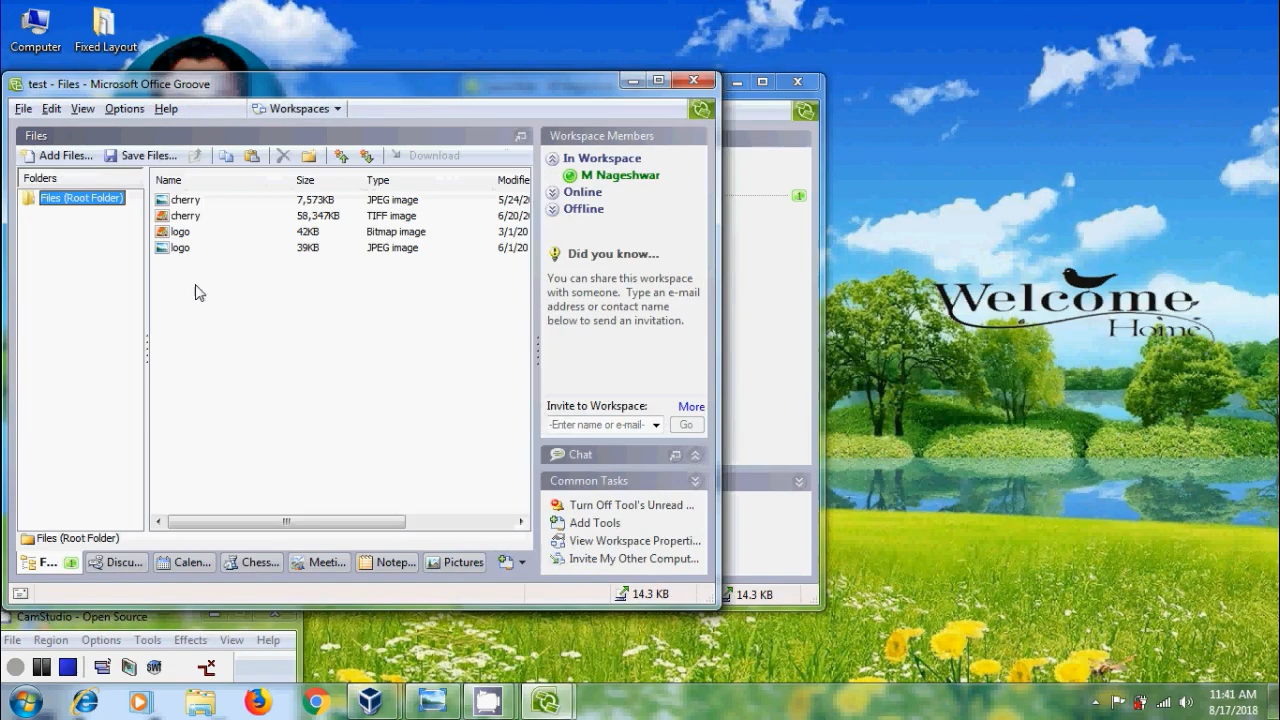 Computer
Fixed Layout
test - Files - Microsoft Office Groove
File Edit View Options Help Workspaces
Files
Add Files... Save Files... Download
Folders
Files (Root Folder)
Name Size Type Modifie
cherry 7,573KB JPEG image 5/24/2
cherry 58,347KB TIFF image 6/20/2
logo 42KB Bitmap image 3/1/20
logo 39KB JPEG image 6/1/20
Files (Root Folder)
F... 1 Discu... Calen... Chess... Meeti... Notep... Pictures
Workspace Members
In Workspace
M Nageshwar
Online
Offline
Did you know...
You can share this workspace
with someone. Type an e-mail
address or contact name
below to send an invitation.
Invite to Workspace: More
-Enter name or e-mail- Go
Chat
Common Tasks
Turn Off Tool's Unread ...
Add Tools
View Workspace Properti...
Invite My Other Comput...
14.3 KB
14.3 KB
Welcome
Home
CamStudio - Open Source
File Region Options Tools Effects View Help
SWF
11:41 AM
8/17/2018